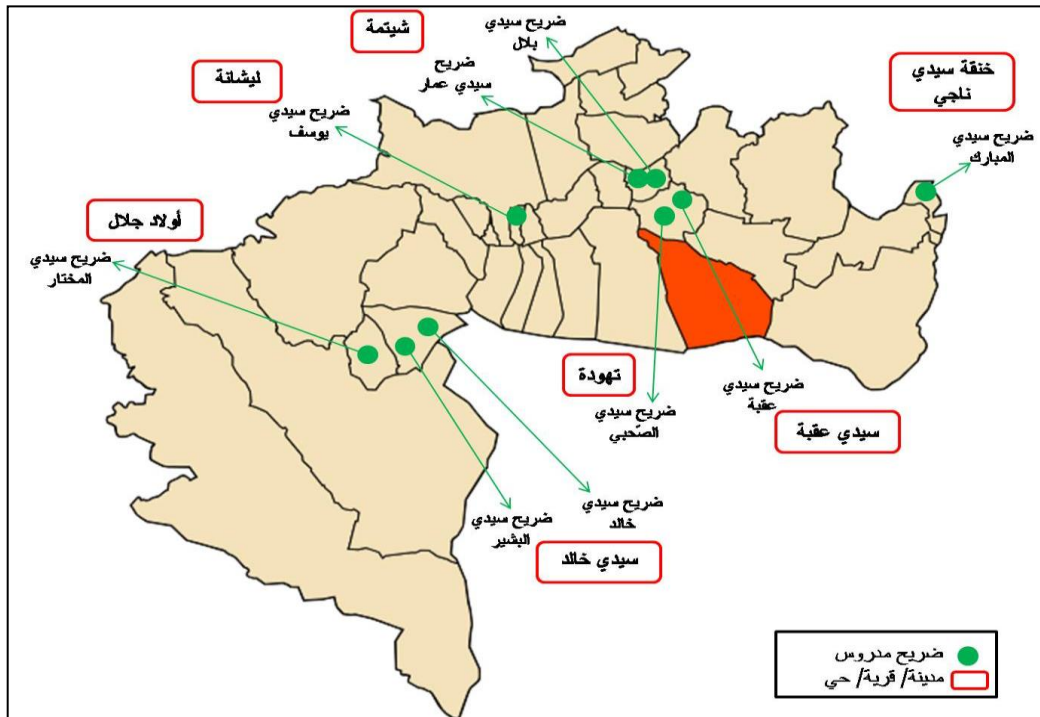 شيتمة
ضريح سيدي
بلال
خنقة سيدي
ناجي
ضريح
سيدي عمار
ليشانة
ضريح سيدي
يوسف
ضريح سيدي
المبارك
أولاد جلال
ضريح سيدي
المختار
تهودة
ضريح سيدي
عقبة
ضريح سيدي
الصّحبي
سيدي عقبة
ضريح سيدي
خالد
ضريح سيدي
البشير
سيدي خالد
ضريح مدروس
مدينة/ قرية/ حي